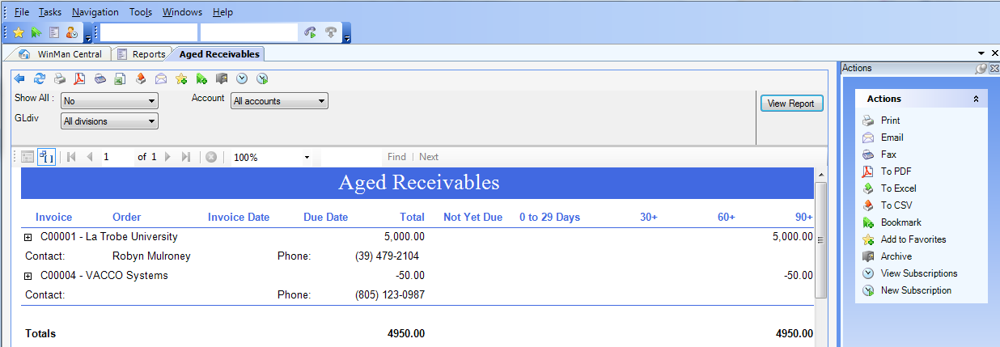 File Tasks Navigation Tools Windows Help
WinMan Central Reports Aged Receivables
Actions
Show All : No Account All accounts
GLdiv All divisions
View Report
1 of 1 100% Find | Next
Aged Receivables
Invoice Order Invoice Date Due Date Total Not Yet Due 0 to 29 Days 30+ 60+ 90+
C00001 - La Trobe University 5,000.00 5,000.00
Contact: Robyn Mulroney Phone: (39) 479-2104
C00004 - VACCO Systems -50.00 -50.00
Contact: Phone: (805) 123-0987
Totals 4950.00 4950.00
Actions
Print
Email
Fax
To PDF
To Excel
To CSV
Bookmark
Add to Favorites
Archive
View Subscriptions
New Subscription